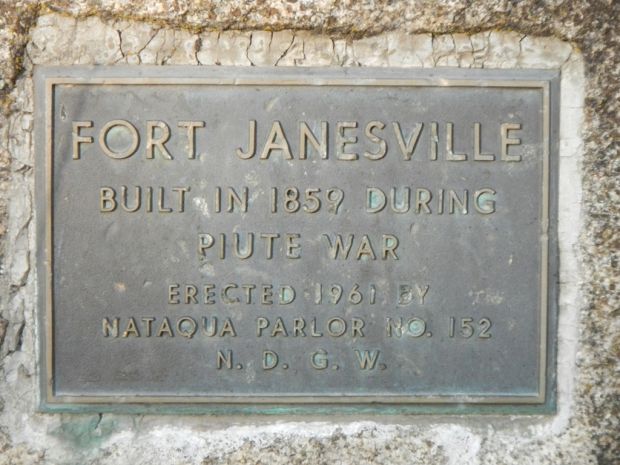 FORT JANESVILLE
BUILT IN 1859 DURING
PIUTE WAR
ERECTED 1961 BY
NATAQUA PARLOR NO. 152
N. D. G. W.